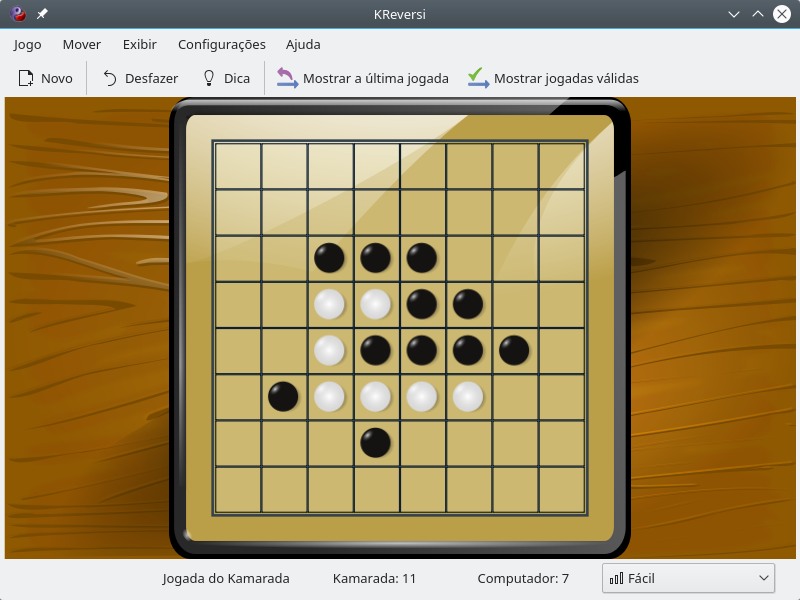 KReversi
Jogo Mover Exibir Configurações Ajuda
Novo Desfazer Dica Mostrar a última jogada Mostrar jogadas válidas
Jogada do Kamarada Kamarada: 11 Computador: 7 Fácil